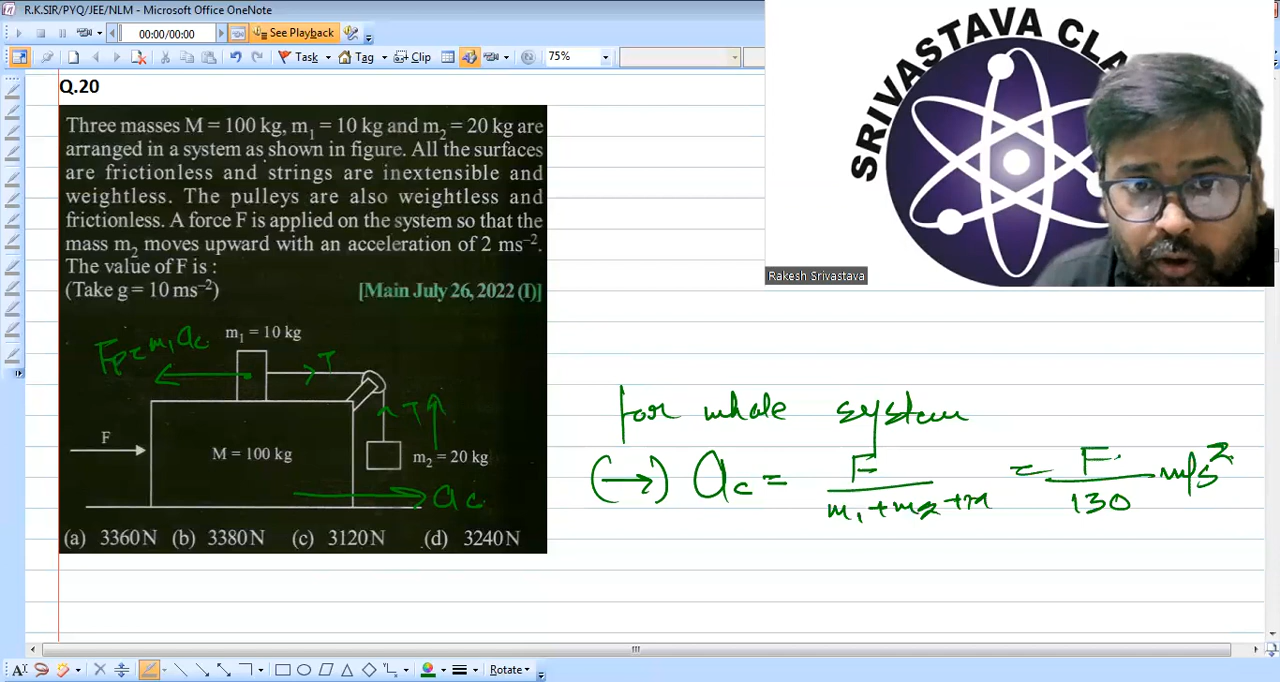 R.K.SIR/PYQ/JEE/NLM - Microsoft Office OneNote
00:00/00:00
See Playback
Task
Tag
Clip
75%
Q.20
Three masses M = 100 kg, m₁ = 10 kg and m₂ = 20 kg are
arranged in a system as shown in figure. All the surfaces
are frictionless and strings are inextensible and
weightless. The pulleys are also weightless and
frictionless. A force F is applied on the system so that the
mass m₂ moves upward with an acceleration of 2 ms⁻².
The value of F is :
(Take g = 10 ms⁻²) [Main July 26, 2022 (I)]
m₁ = 10 kg
Fp = m₁ ac
T
T
F
M = 100 kg
m₂ = 20 kg
ac
(a) 3360N (b) 3380N (c) 3120N (d) 3240N
SRIVASTAVA CLA
Rakesh Srivastava
for whole system
(→) ac = F / (m₁ + m₂ + M) = F / 130 m/s²
Rotate